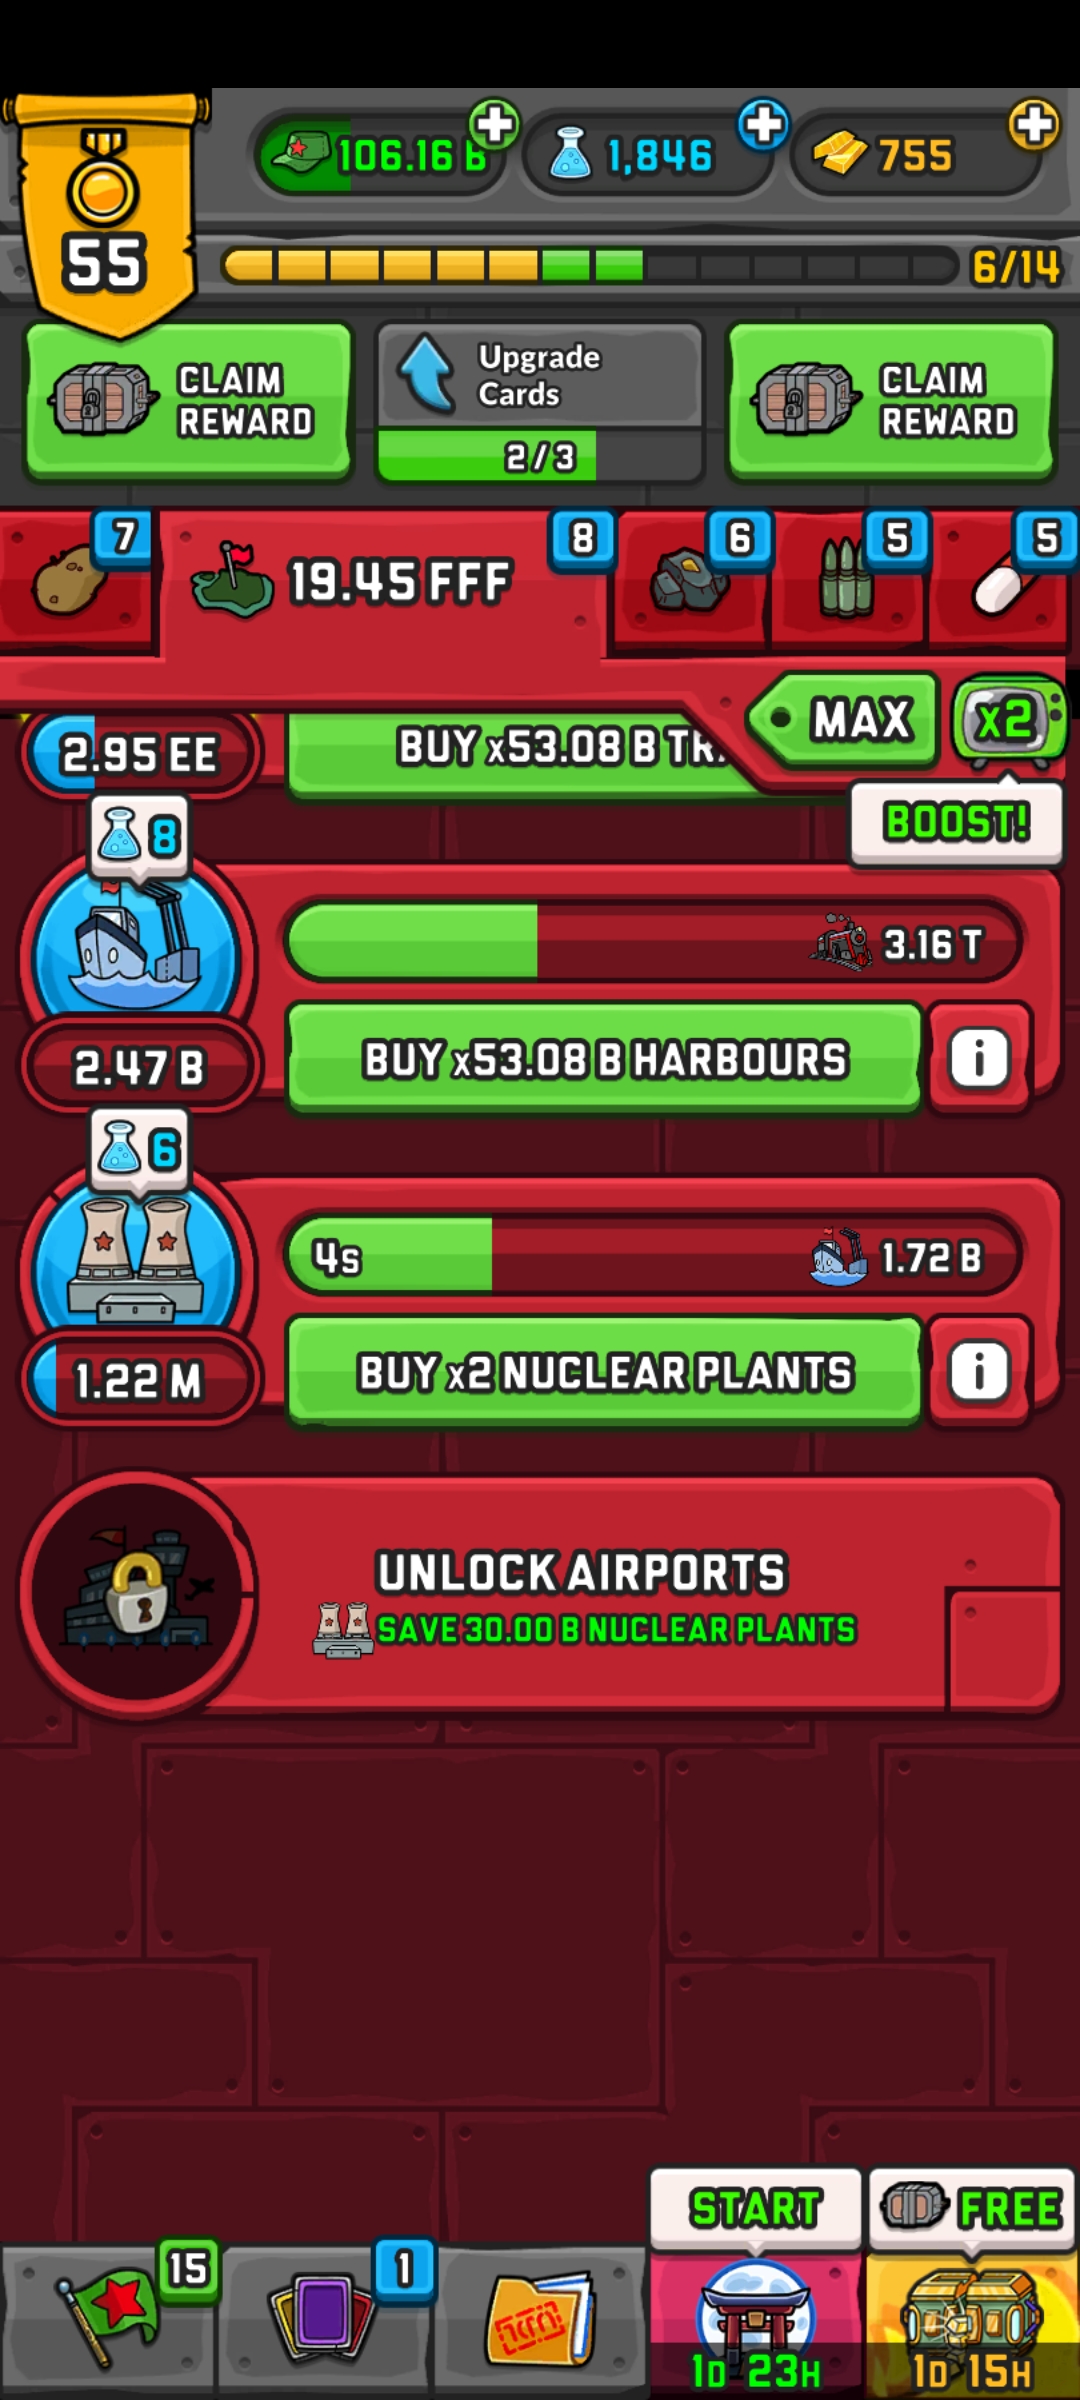 55
106.16 B
1,846
755
6/14
CLAIM
REWARD
Upgrade
Cards
2/3
CLAIM
REWARD
7
19.45 FFF
8
6
5
5
2.95 EE
BUY x53.08 B
MAX
x2
BOOST!
8
3.16 T
2.47 B
BUY x53.08 B HARBOURS
i
6
4s
1.72 B
1.22 M
BUY x2 NUCLEAR PLANTS
i
UNLOCK AIRPORTS
SAVE 30.00 B NUCLEAR PLANTS
START
FREE
15
1
1D 23H
1D 15H